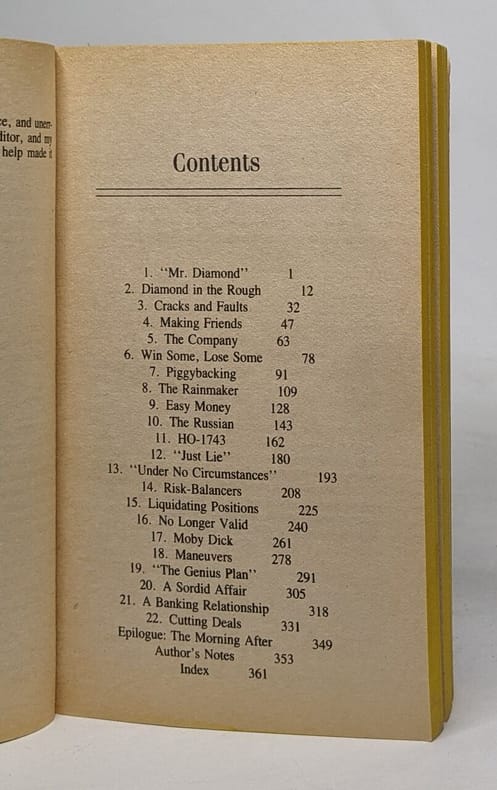 ce, and unerr-
ditor, and my
help made it
Contents
1. “Mr. Diamond” 1
2. Diamond in the Rough 12
3. Cracks and Faults 32
4. Making Friends 47
5. The Company 63
6. Win Some, Lose Some 78
7. Piggybacking 91
8. The Rainmaker 109
9. Easy Money 128
10. The Russian 143
11. HO-1743 162
12. “Just Lie” 180
13. “Under No Circumstances” 193
14. Risk-Balancers 208
15. Liquidating Positions 225
16. No Longer Valid 240
17. Moby Dick 261
18. Maneuvers 278
19. “The Genius Plan” 291
20. A Sordid Affair 305
21. A Banking Relationship 318
22. Cutting Deals 331
Epilogue: The Morning After 349
Author’s Notes 353
Index 361